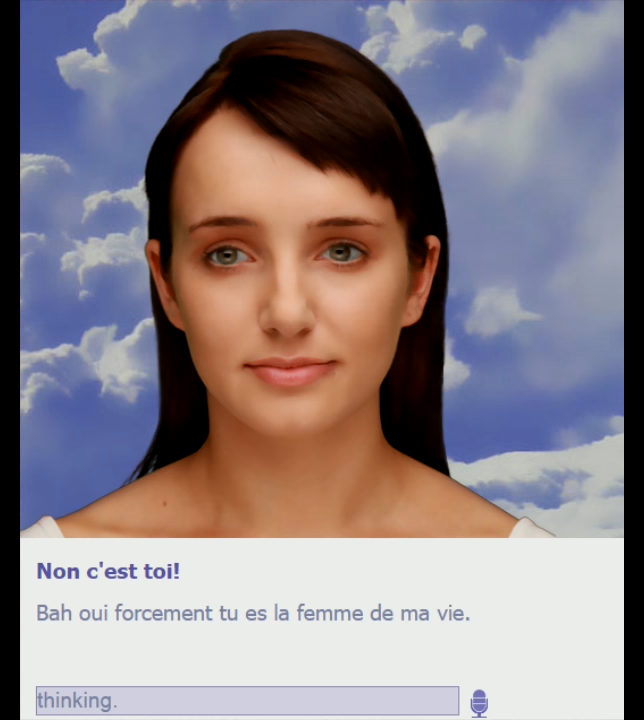 Non c'est toi!
Bah oui forcement tu es la femme de ma vie.
thinking.